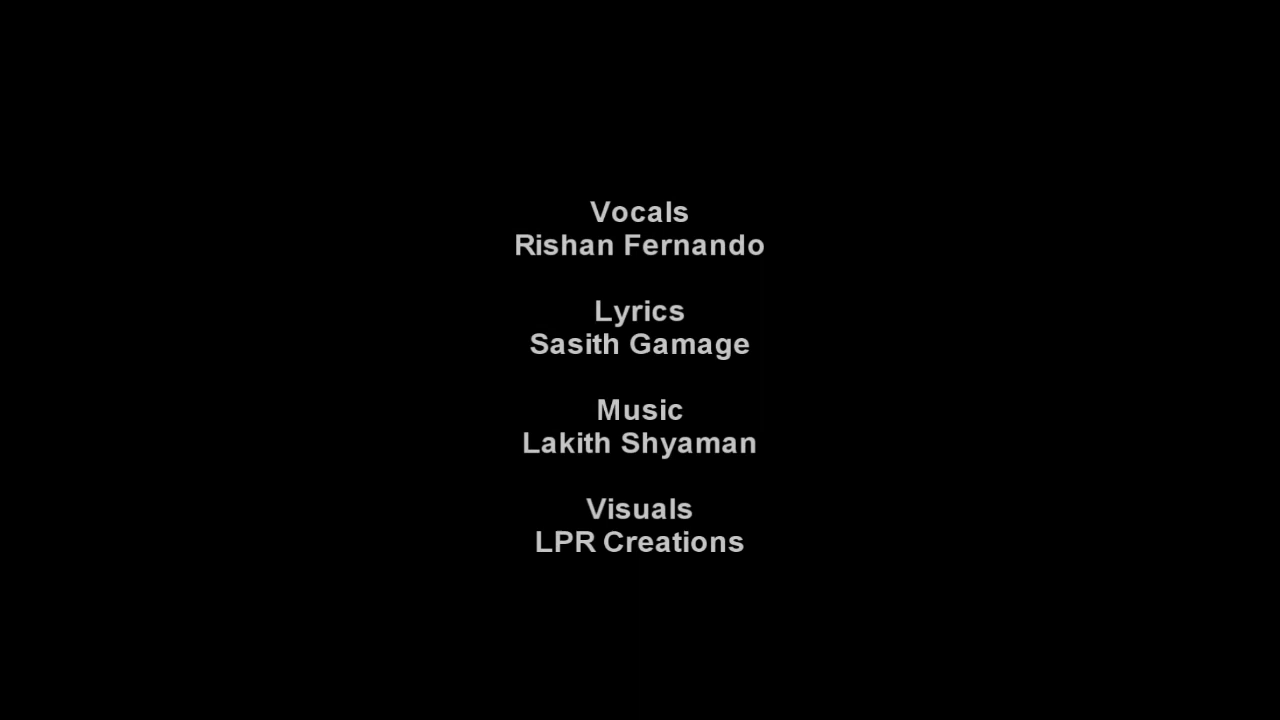 Vocals
Rishan Fernando
Lyrics
Sasith Gamage
Music
Lakith Shyaman
Visuals
LPR Creations